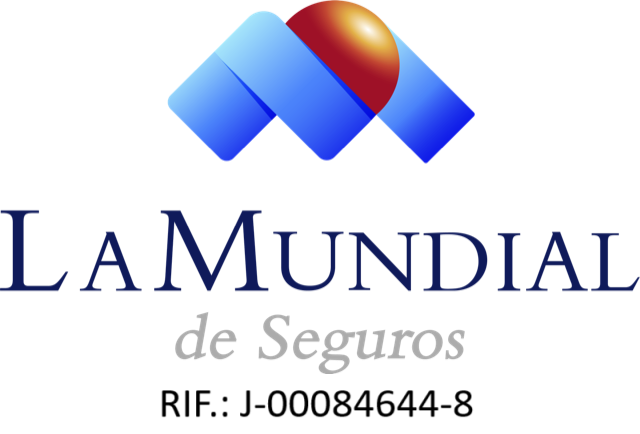 LA MUNDIAL
de Seguros
RIF.: J-00084644-8